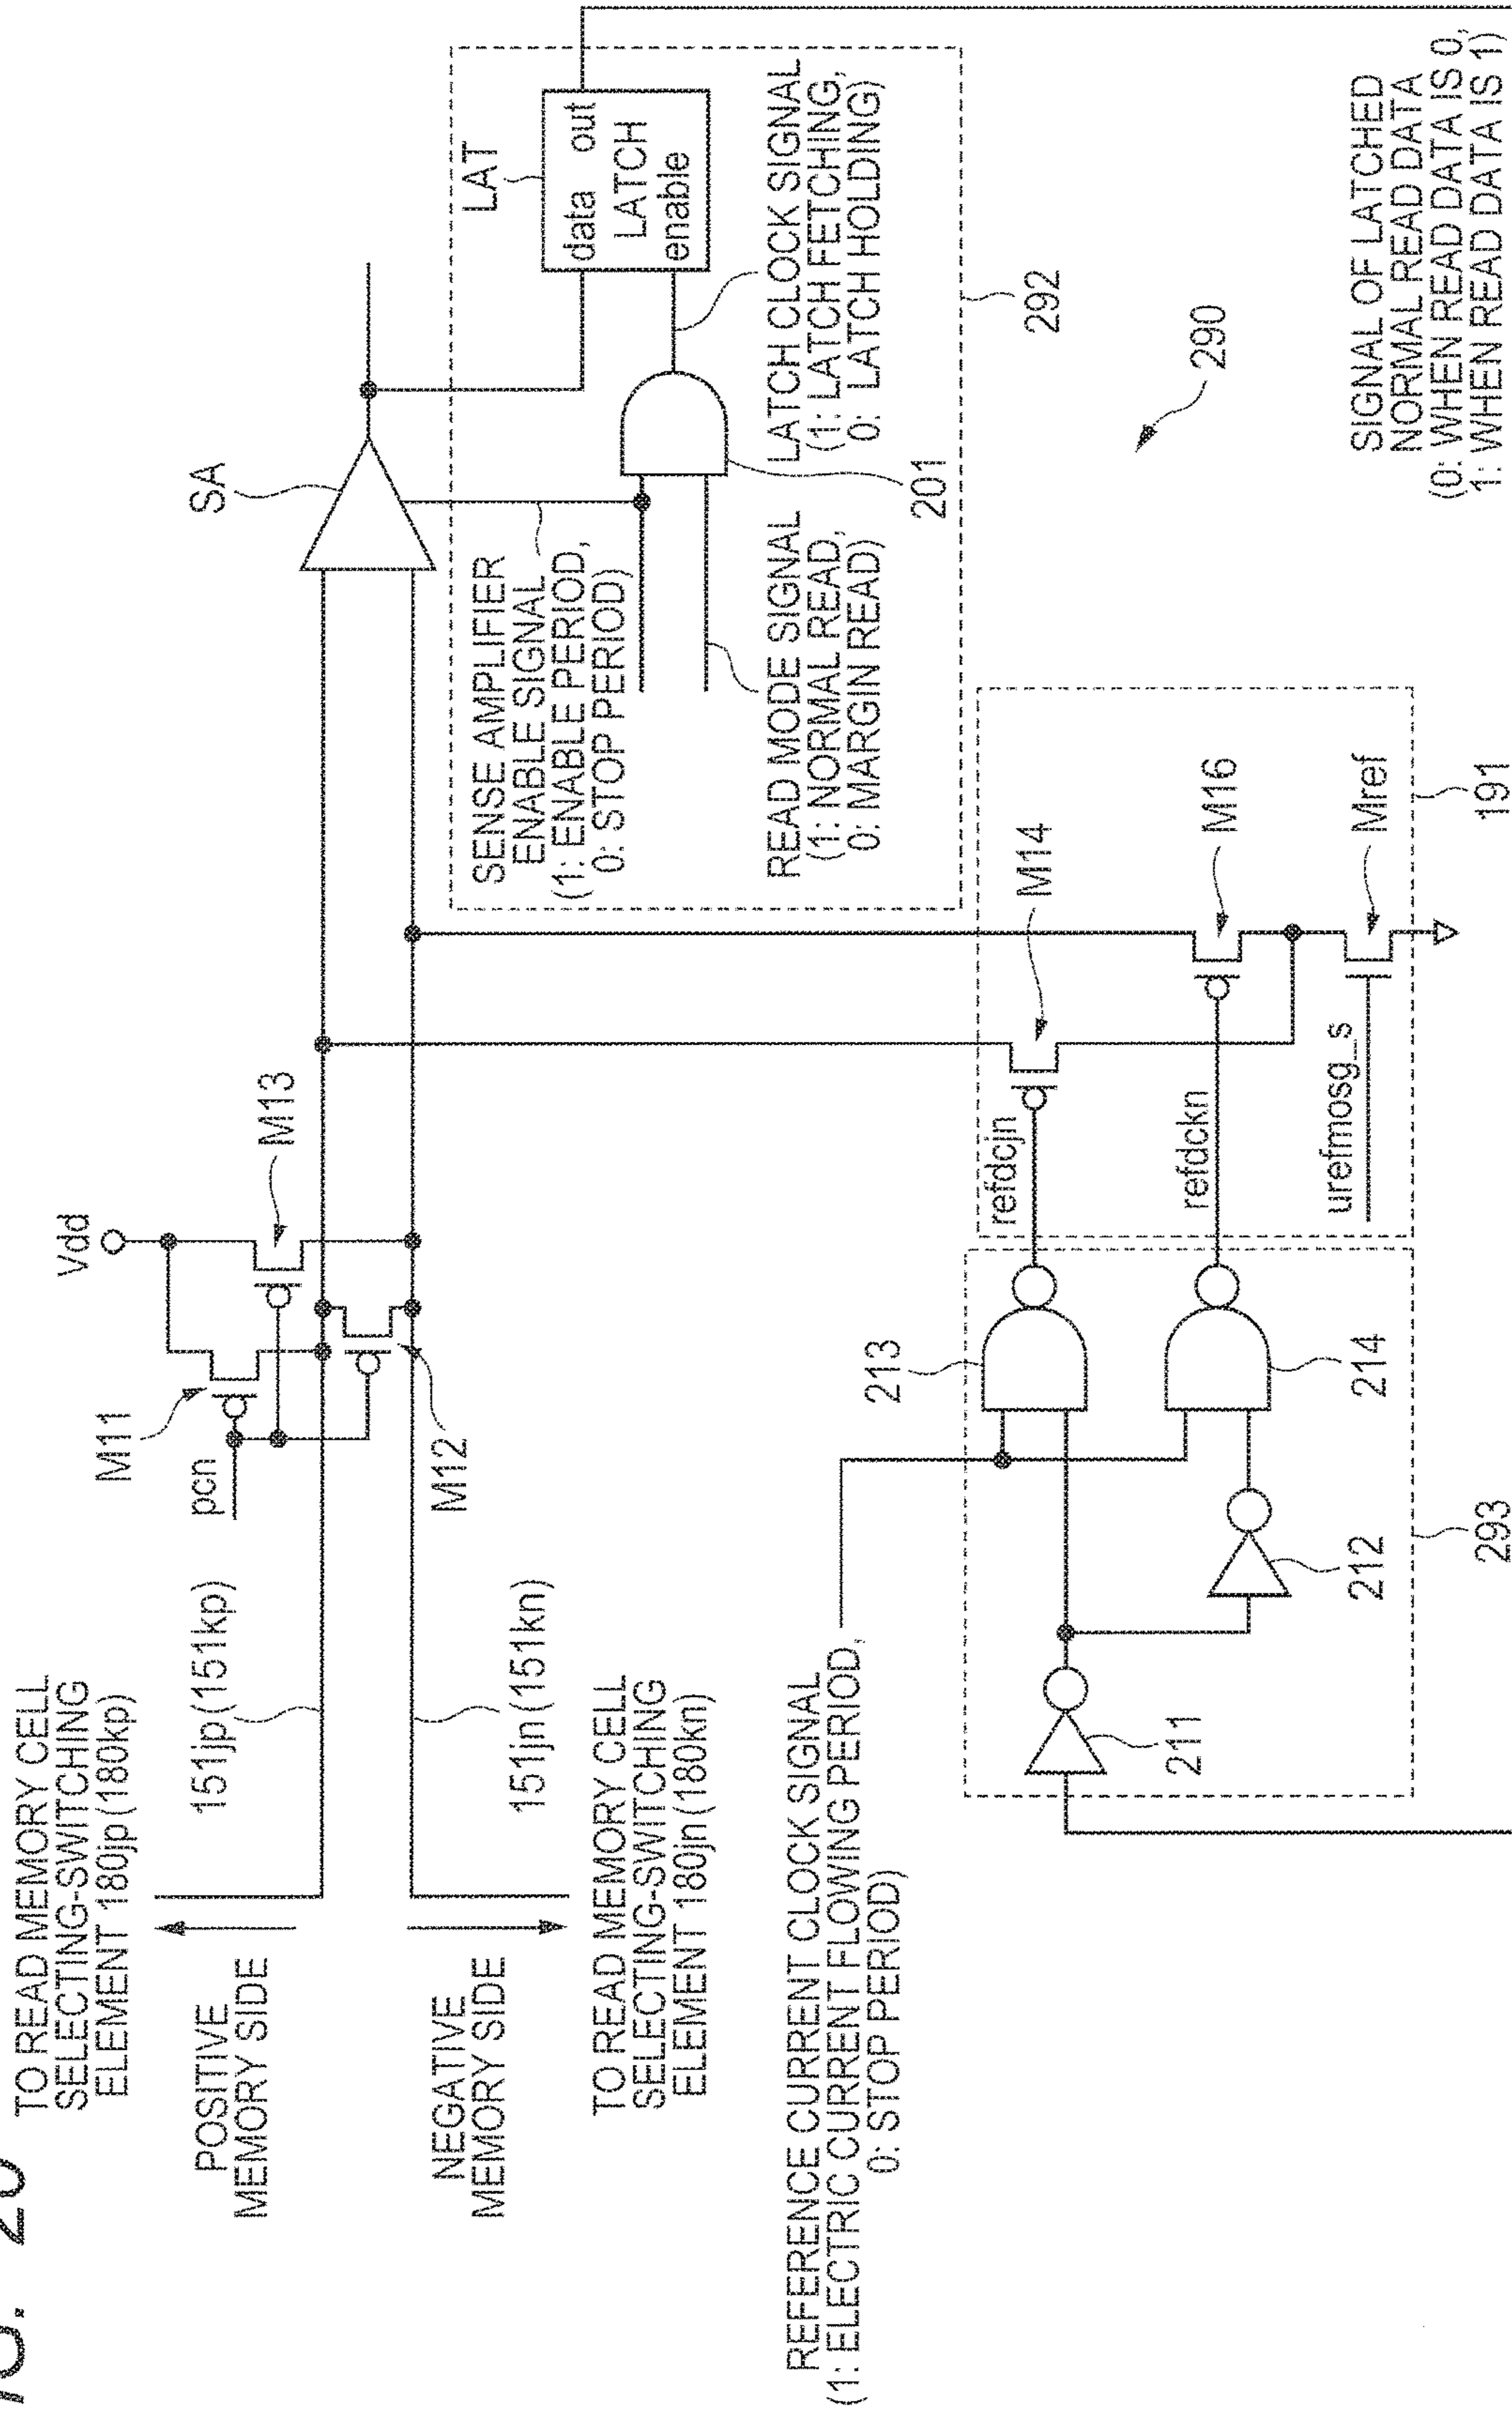 TO READ MEMORY CELL
SELECTING-SWITCHING
ELEMENT 180jp (180kp)
POSITIVE
MEMORY SIDE
151jp (151kp)
NEGATIVE
MEMORY SIDE
151jn (151kn)
TO READ MEMORY CELL
SELECTING-SWITCHING
ELEMENT 180jn (180kn)
Vdd
M11
pcn
M13
M12
SA
SENSE AMPLIFIER
ENABLE SIGNAL
(1: ENABLE PERIOD,
0: STOP PERIOD)
LAT
data out
LATCH
enable
READ MODE SIGNAL
(1: NORMAL READ,
0: MARGIN READ)
201
LATCH CLOCK SIGNAL
(1: LATCH FETCHING,
0: LATCH HOLDING)
292
290
REFERENCE CURRENT CLOCK SIGNAL
(1: ELECTRIC CURRENT FLOWING PERIOD,
0: STOP PERIOD)
213
214
211
212
293
refdcjn
refdckn
urefmosg_s
M14
M16
Mref
191
SIGNAL OF LATCHED
NORMAL READ DATA
(0: WHEN READ DATA IS 0,
1: WHEN READ DATA IS 1)